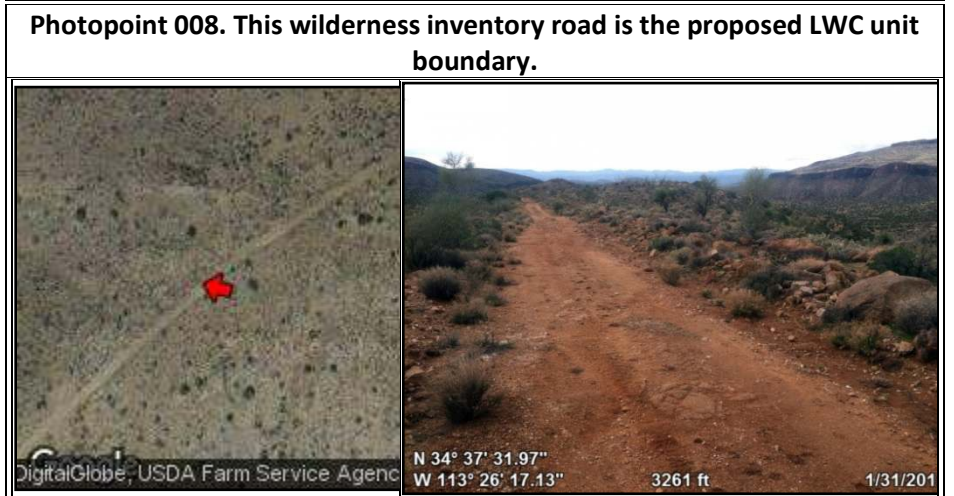 Photopoint 008. This wilderness inventory road is the proposed LWC unit
boundary.
DigitalGlobe, USDA Farm Service Agenc
N 34° 37' 31.97"
W 113° 26' 17.13" 3261 ft 1/31/201